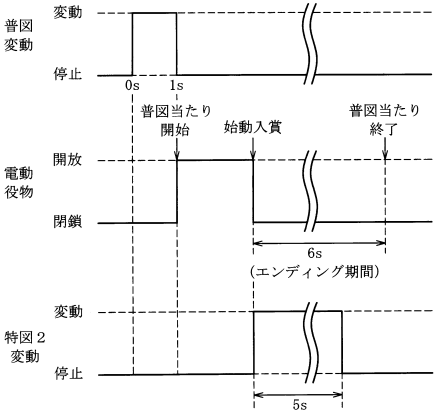 普図
変動
変動
停止
0s
1s
普図当たり
開始
始動入賞
普図当たり
終了
電動
役物
開放
閉鎖
6s
(エンディング期間)
特図2
変動
変動
停止
5s